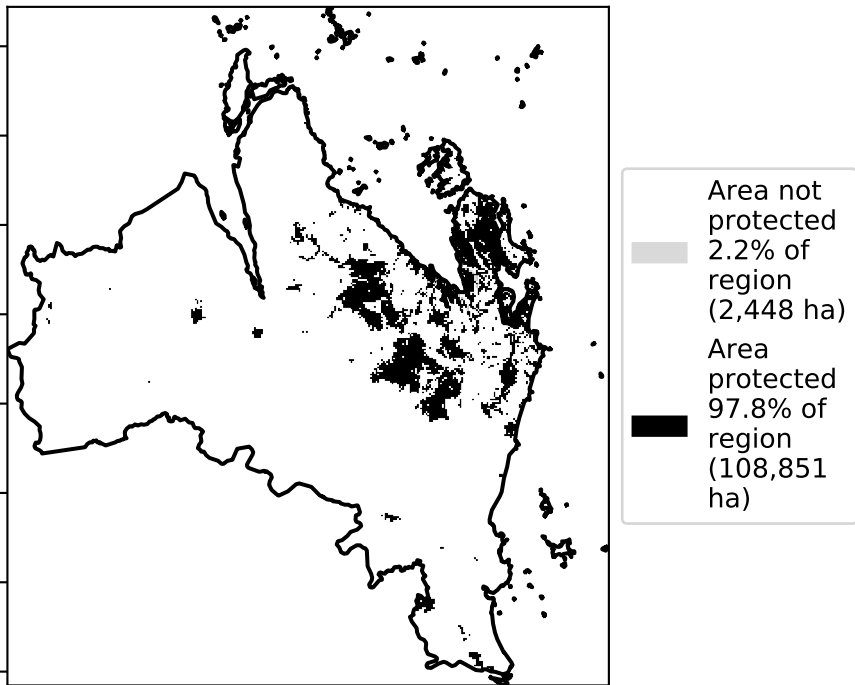 Area not
protected
2.2% of
region
(2,448 ha)
Area
protected
97.8% of
region
(108,851
ha)